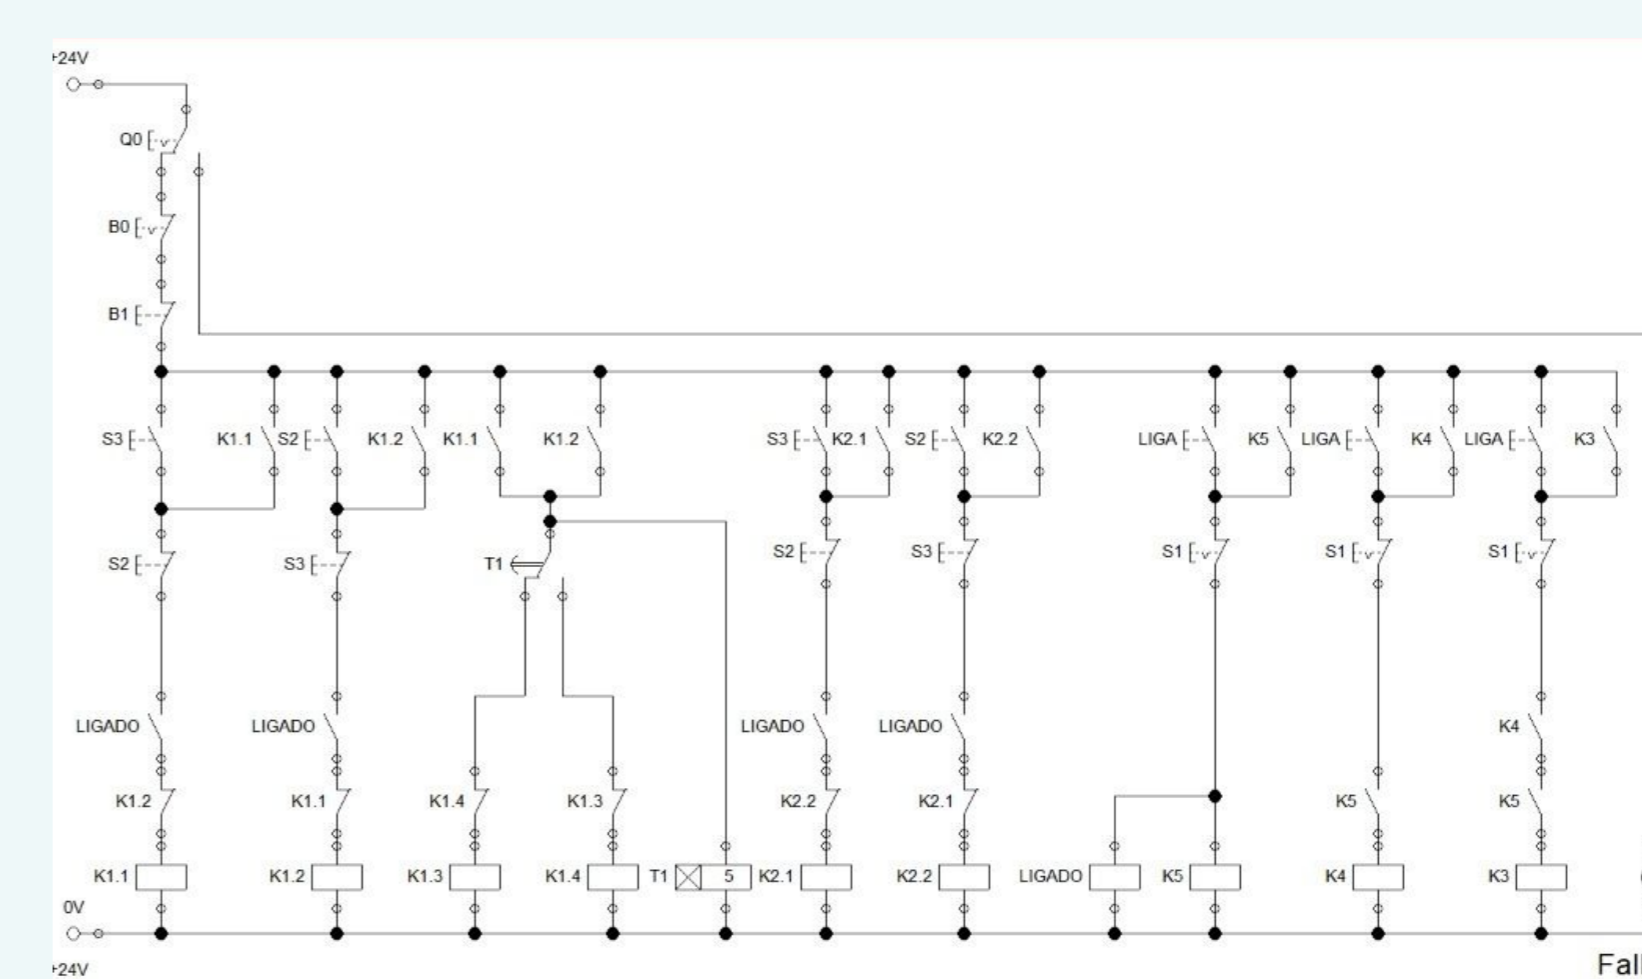 +24V
Q0
B0
B1
S3 K1.1 S2 K1.2 K1.1 K1.2 S3 K2.1 S2 K2.2 LIGA K5 LIGA K4 LIGA K3
S2 S3 T1 S2 S3 S1 S1 S1
LIGADO LIGADO LIGADO LIGADO K4
K1.2 K1.1 K1.4 K1.3 K2.2 K2.1 K5 K5
K1.1 K1.2 K1.3 K1.4 T1 5 K2.1 K2.2 LIGADO K5 K4 K3
0V
+24V
Fal